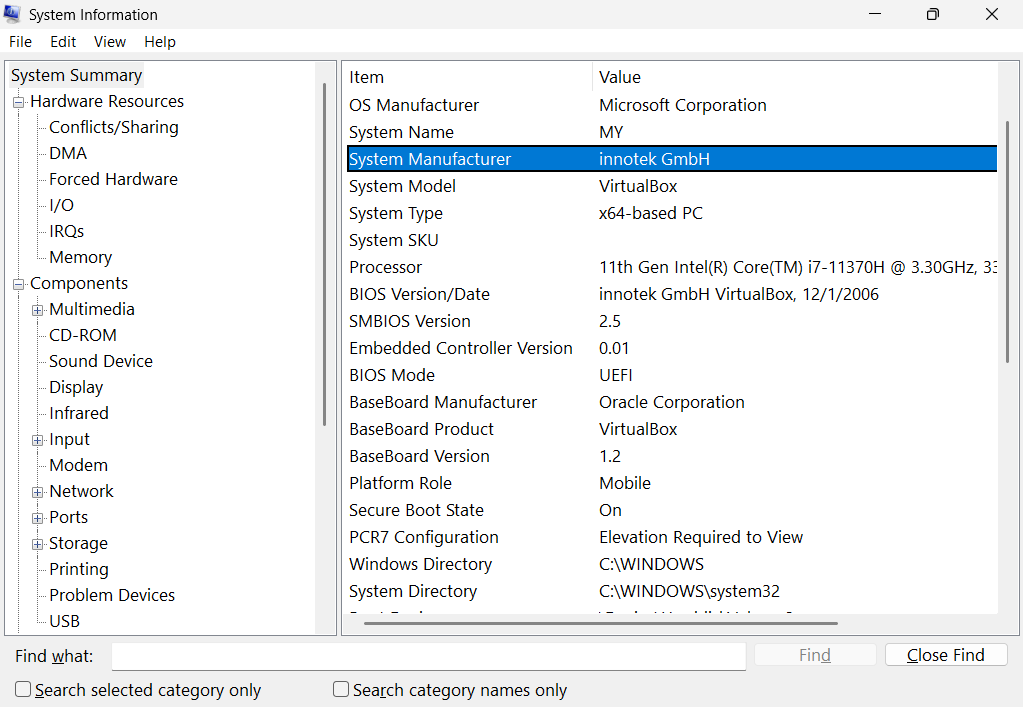 System Information
File Edit View Help
System Summary
Hardware Resources
Conflicts/Sharing
DMA
Forced Hardware
I/O
IRQs
Memory
Components
Multimedia
CD-ROM
Sound Device
Display
Infrared
Input
Modem
Network
Ports
Storage
Printing
Problem Devices
USB
Item Value
OS Manufacturer Microsoft Corporation
System Name MY
System Manufacturer innotek GmbH
System Model VirtualBox
System Type x64-based PC
System SKU
Processor 11th Gen Intel(R) Core(TM) i7-11370H @ 3.30GHz, 33
BIOS Version/Date innotek GmbH VirtualBox, 12/1/2006
SMBIOS Version 2.5
Embedded Controller Version 0.01
BIOS Mode UEFI
BaseBoard Manufacturer Oracle Corporation
BaseBoard Product VirtualBox
BaseBoard Version 1.2
Platform Role Mobile
Secure Boot State On
PCR7 Configuration Elevation Required to View
Windows Directory C:\WINDOWS
System Directory C:\WINDOWS\system32
Find what: Find Close Find
Search selected category only Search category names only